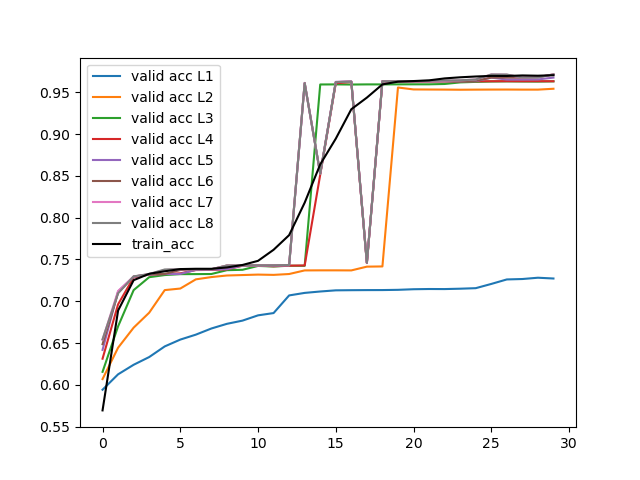 valid acc L1
valid acc L2
valid acc L3
valid acc L4
valid acc L5
valid acc L6
valid acc L7
valid acc L8
train_acc
0.95
0.90
0.85
0.80
0.75
0.70
0.65
0.60
0.55
0 5 10 15 20 25 30